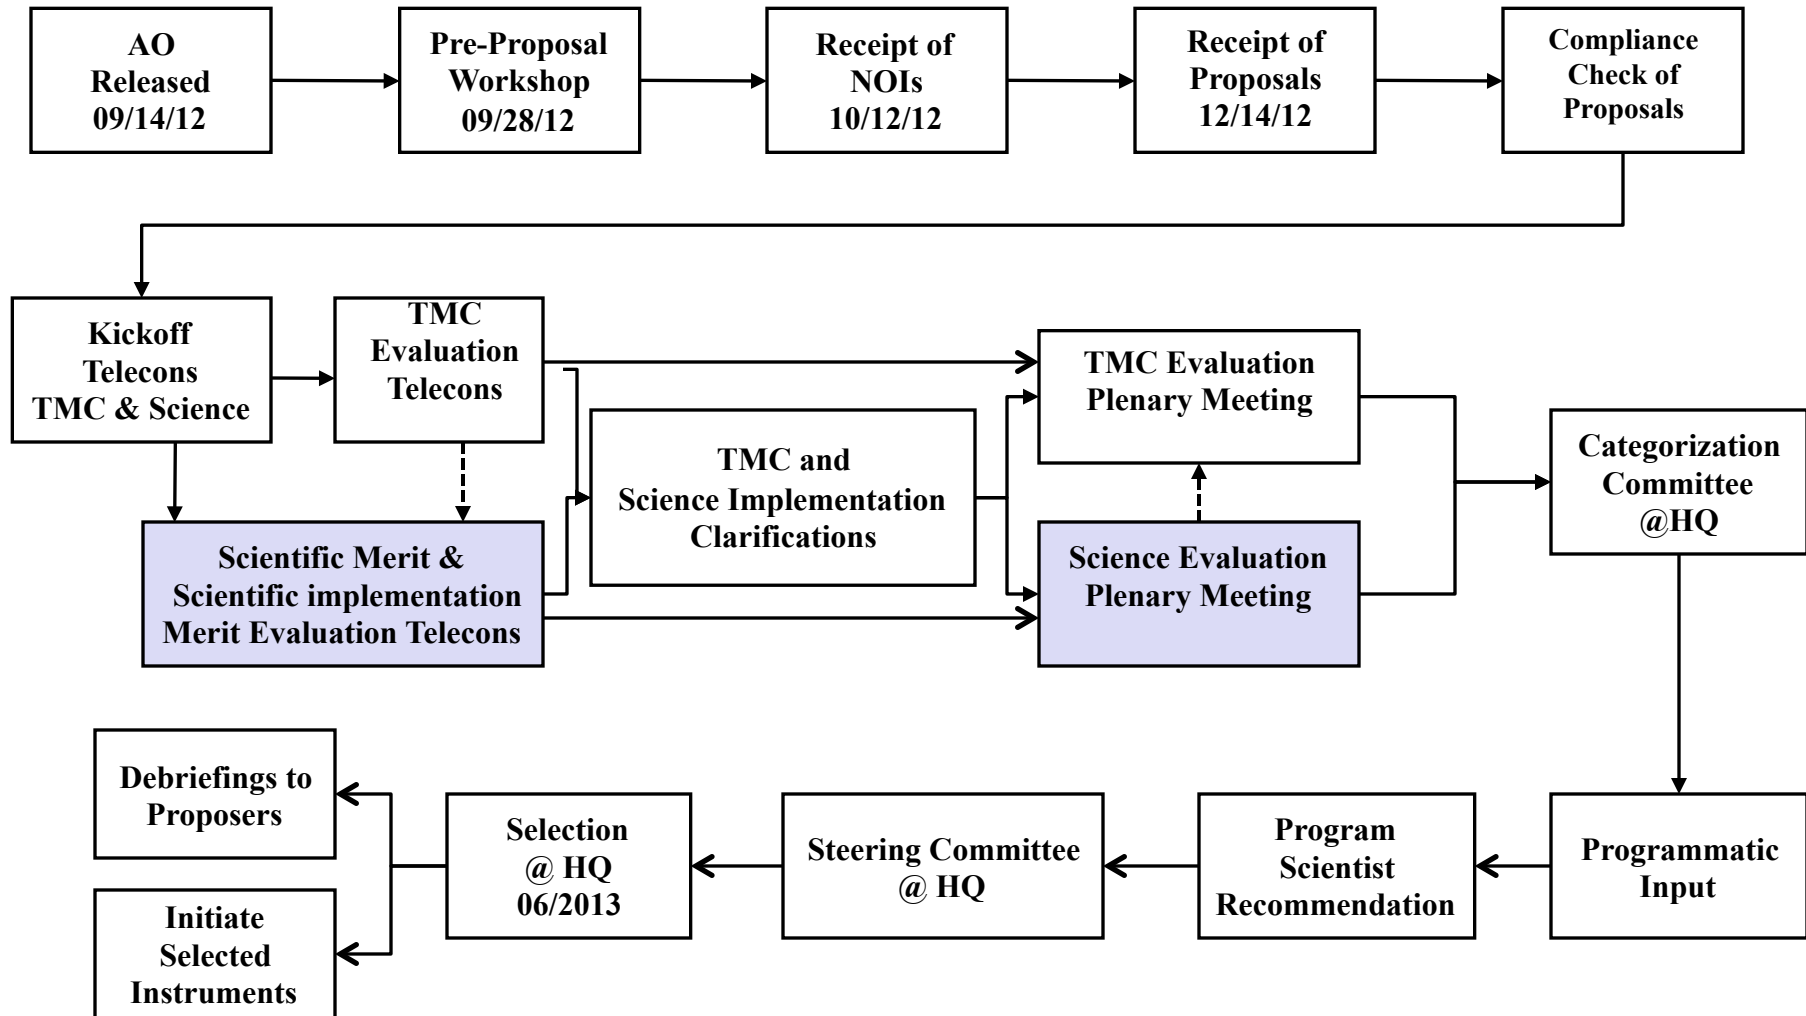 AO
Released
09/14/12
Pre-Proposal
Workshop
09/28/12
Receipt of
NOIs
10/12/12
Receipt of
Proposals
12/14/12
Compliance
Check of
Proposals
Kickoff
Telecons
TMC & Science
TMC
Evaluation
Telecons
Scientific Merit &
Scientific implementation
Merit Evaluation Telecons
TMC and
Science Implementation
Clarifications
TMC Evaluation
Plenary Meeting
Science Evaluation
Plenary Meeting
Categorization
Committee
@HQ
Programmatic
Input
Program
Scientist
Recommendation
Steering Committee
@ HQ
Selection
@ HQ
06/2013
Debriefings to
Proposers
Initiate
Selected
Instruments